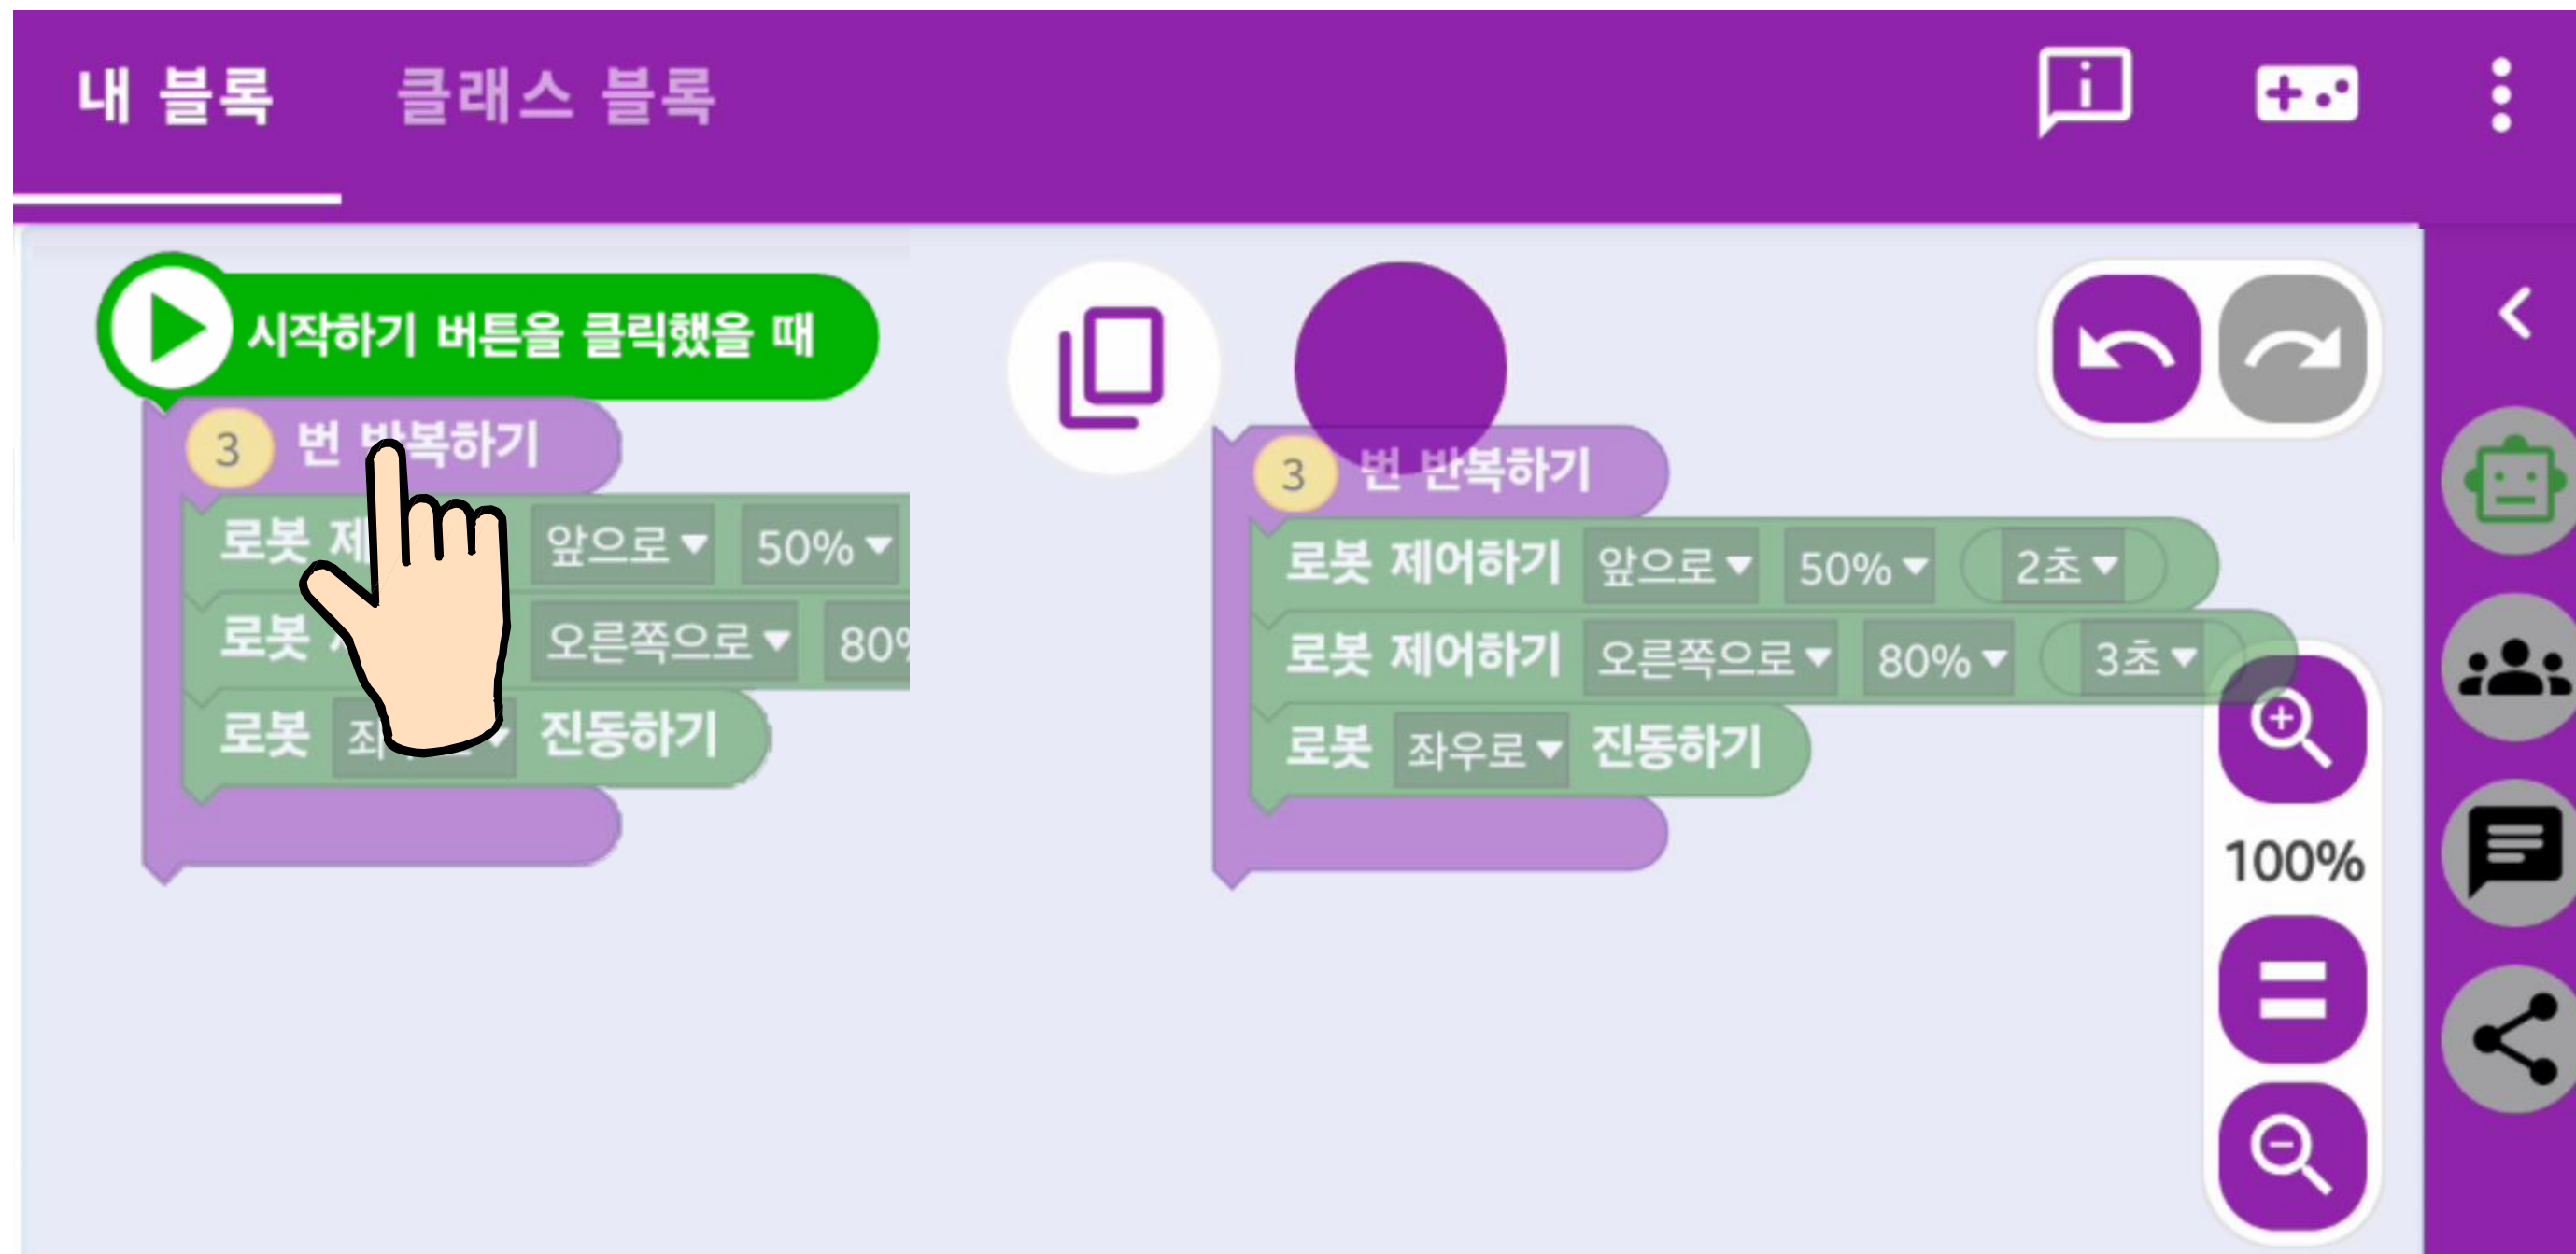 내 블록 클래스 블록
시작하기 버튼을 클릭했을 때
3 번 반복하기
로봇 앞으로 50%
로봇 오른쪽으로
로봇 진동하기
3 번 반복하기
로봇 제어하기 앞으로 50% 2초
로봇 제어하기 오른쪽으로 80% 3초
로봇 좌우로 진동하기
100%